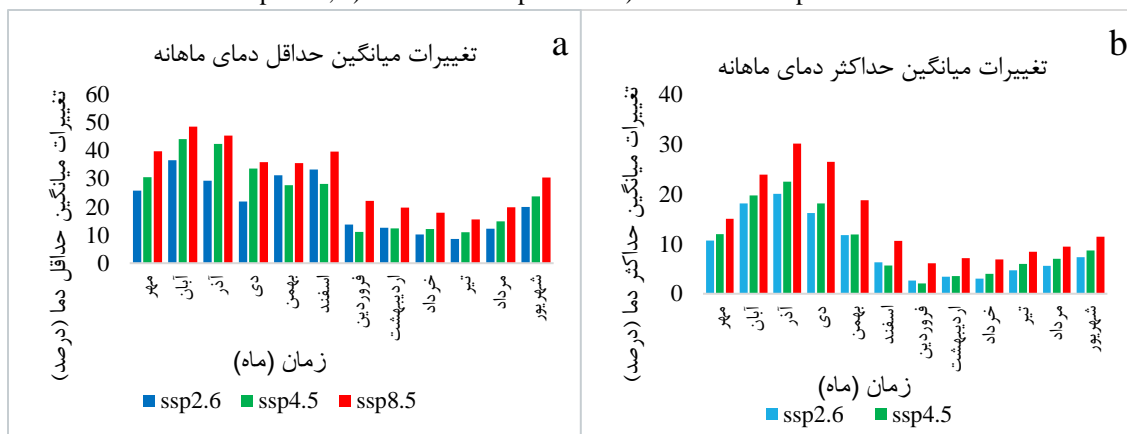 a
تغییرات میانگین حداقل دمای ماهانه
تغییرات میانگین حداقل دما (درصد)
60
50
40
30
20
10
0
مهر
آبان
آذر
دی
بهمن
اسفند
فروردین
اردیبهشت
خرداد
تیر
مرداد
شهریور
زمان (ماه)
ssp2.6 ssp4.5 ssp8.5
b
تغییرات میانگین حداکثر دمای ماهانه
تغییرات میانگین حداکثر دما (درصد)
40
30
20
10
0
مهر
آبان
آذر
دی
بهمن
اسفند
فروردین
اردیبهشت
خرداد
تیر
مرداد
شهریور
زمان (ماه)
ssp2.6 ssp4.5